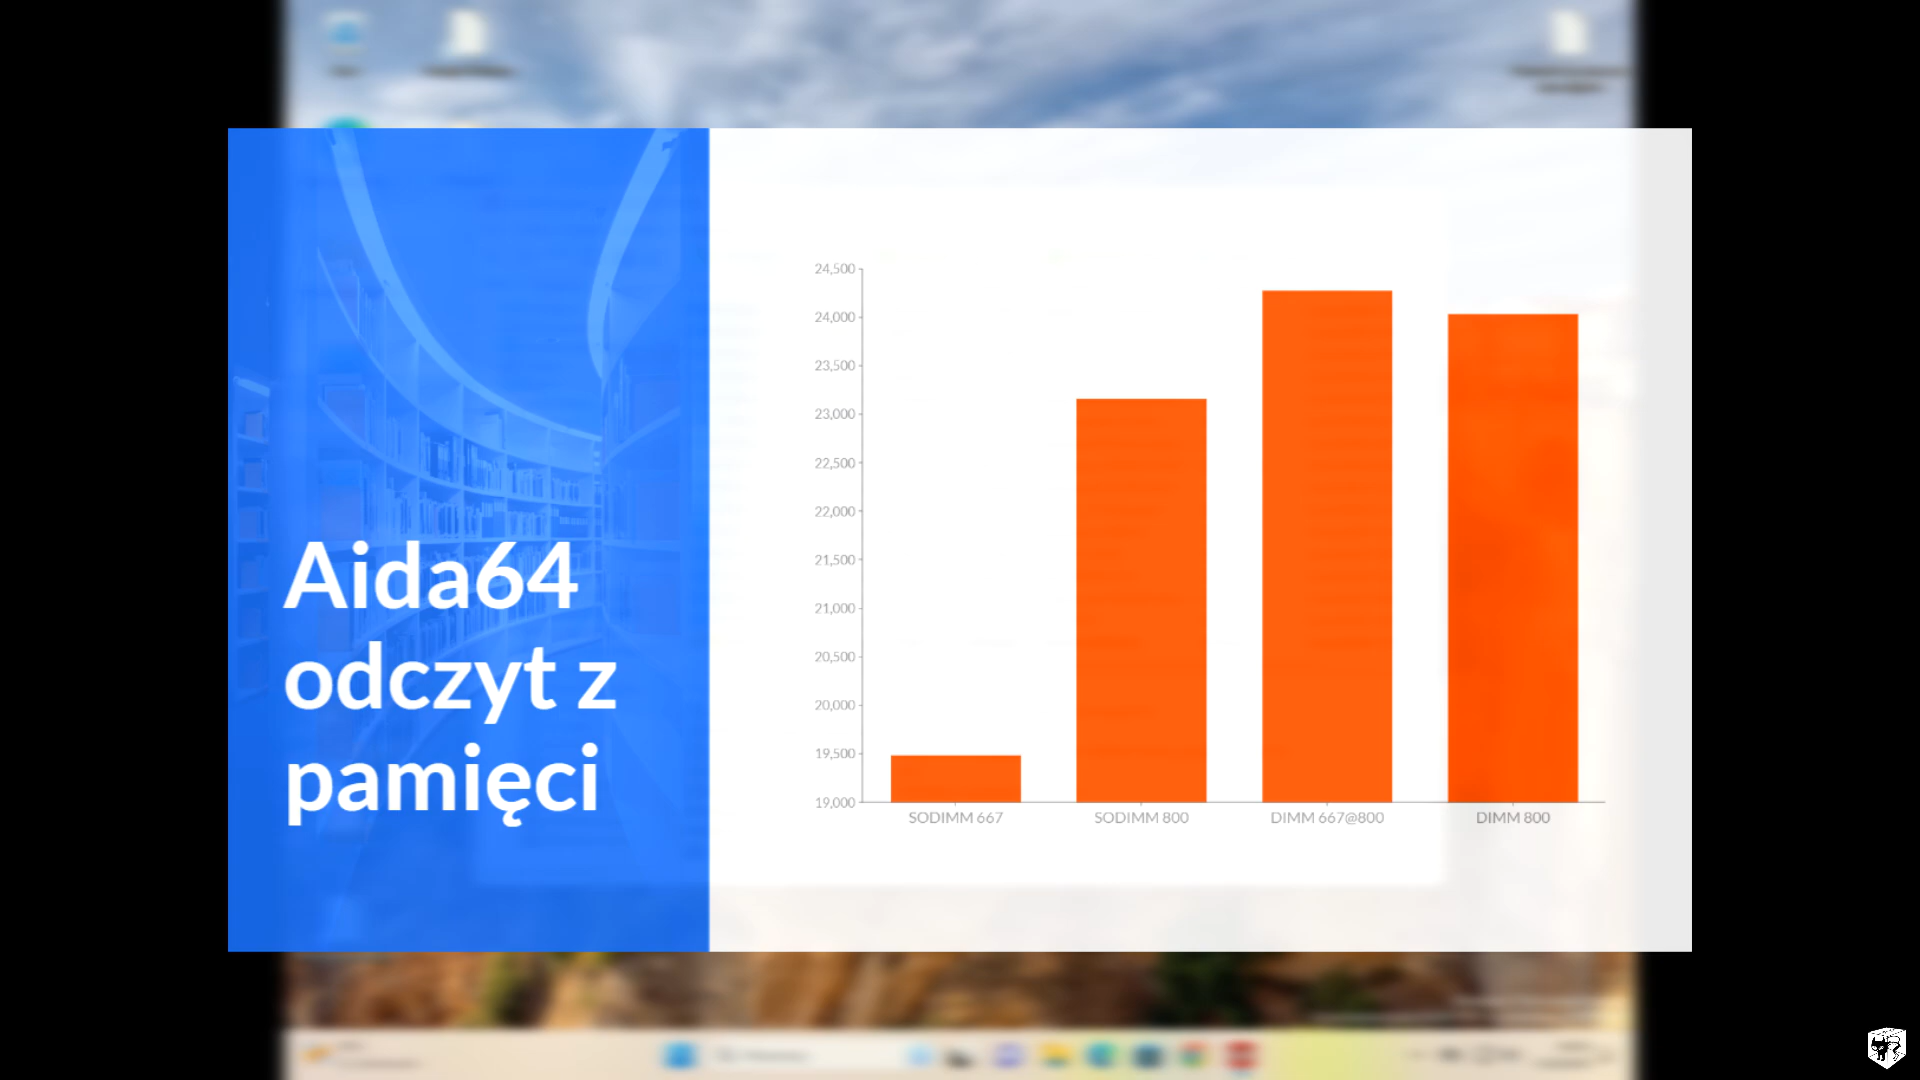 Aida64
odczyt z
pamięci
24,500
24,000
23,500
23,000
22,500
22,000
21,500
21,000
20,500
20,000
19,500
19,000
SODIMM 667
SODIMM 800
DIMM 667@800
DIMM 800